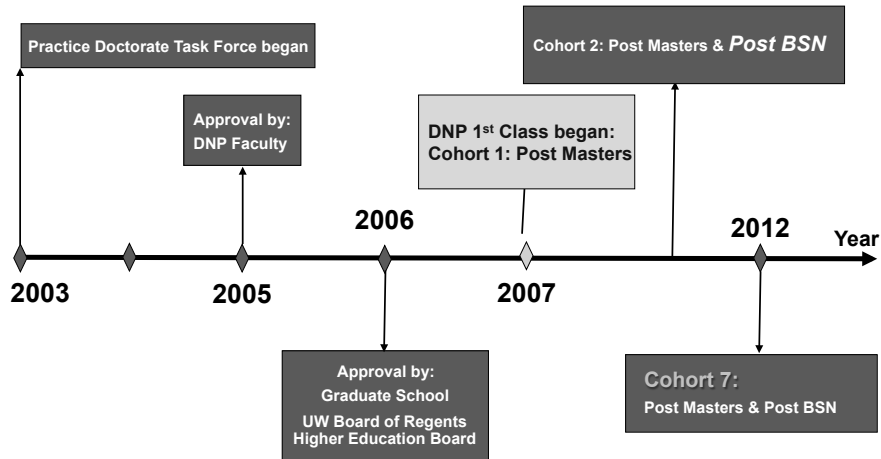 Practice Doctorate Task Force began
Cohort 2: Post Masters & Post BSN
Approval by:
DNP Faculty
DNP 1st Class began:
Cohort 1: Post Masters
2006
2012
Year
2003
2005
2007
Approval by:
Graduate School
UW Board of Regents
Higher Education Board
Cohort 7:
Post Masters & Post BSN